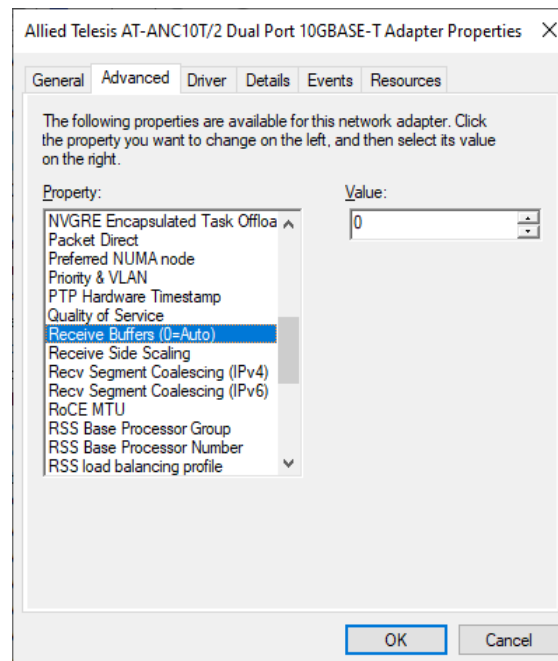 Allied Telesis AT-ANC10T/2 Dual Port 10GBASE-T Adapter Properties
General Advanced Driver Details Events Resources
The following properties are available for this network adapter. Click
the property you want to change on the left, and then select its value
on the right.
Property:
Value:
NVGRE Encapsulated Task Offloa
Packet Direct
Preferred NUMA node
Priority & VLAN
PTP Hardware Timestamp
Quality of Service
Receive Buffers (0=Auto)
Receive Side Scaling
Recv Segment Coalescing (IPv4)
Recv Segment Coalescing (IPv6)
RoCE MTU
RSS Base Processor Group
RSS Base Processor Number
RSS load balancing profile
0
OK Cancel